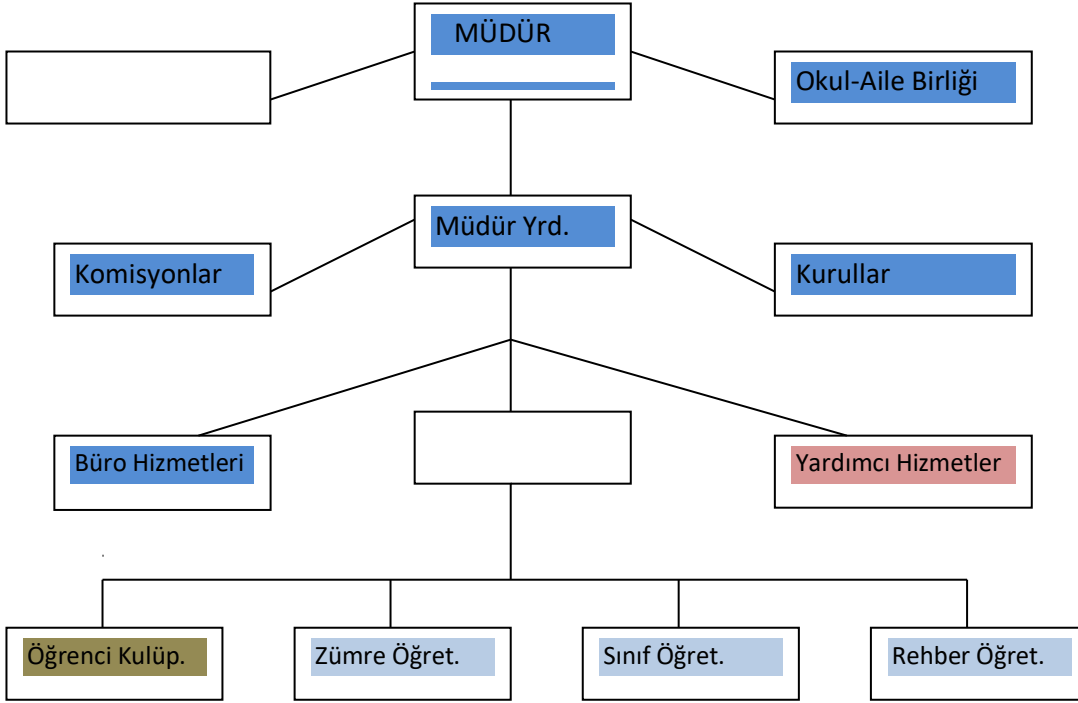 MÜDÜR
Okul-Aile Birliği
Müdür Yrd.
Komisyonlar
Kurullar
Büro Hizmetleri
Yardımcı Hizmetler
Öğrenci Kulüp.
Zümre Öğret.
Sınıf Öğret.
Rehber Öğret.